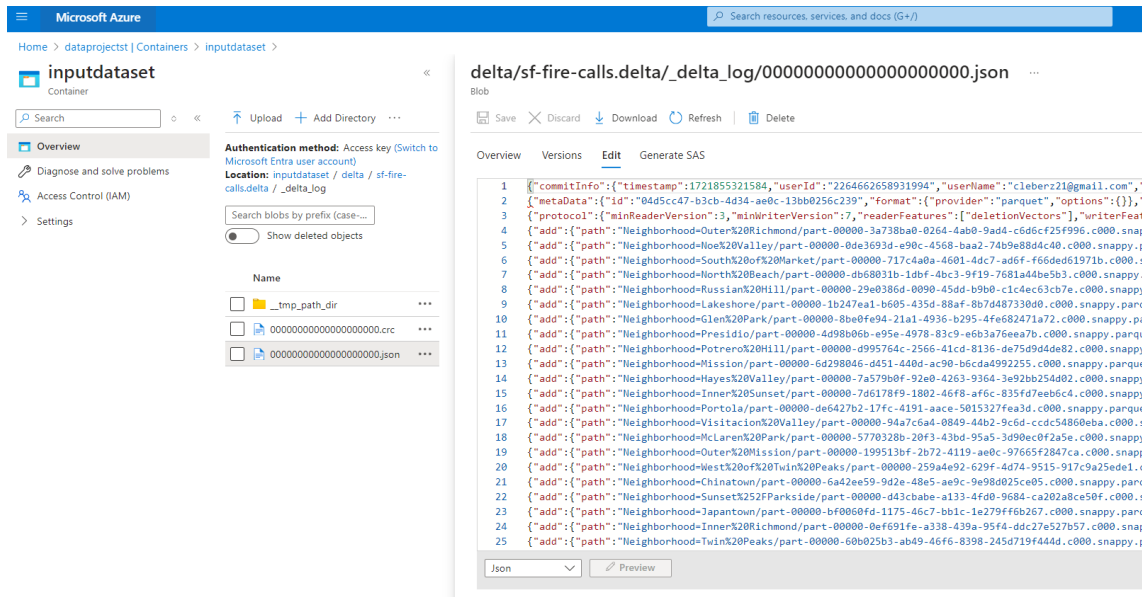 Microsoft Azure
Search resources, services, and docs (G+/)
Home > dataprojectst | Containers > inputdataset >
inputdataset
Container
Search
Overview
Diagnose and solve problems
Access Control (IAM)
Settings
Upload
Add Directory
Authentication method: Access key (Switch to
Microsoft Entra user account)
Location: inputdataset / delta / sf-fire-
calls.delta / _delta_log
Search blobs by prefix (case-...
Show deleted objects
Name
__tmp_path_dir
00000000000000000000.crc
00000000000000000000.json
delta/sf-fire-calls.delta/_delta_log/00000000000000000000.json
Blob
Save
Discard
Download
Refresh
Delete
Overview
Versions
Edit
Generate SAS
1 {"commitInfo":{"timestamp":1721855321584,"userId":"2264662658931994","userName":"cleberz21@gmail.com","
2 {"metaData":{"id":"04d5cc47-b3cb-4d34-ae0c-13bb0256c239","format":{"provider":"parquet","options":{}},"
3 {"protocol":{"minReaderVersion":3,"minWriterVersion":7,"readerFeatures":["deletionVectors"],"writerFeat
4 {"add":{"path":"Neighborhood=Outer%20Richmond/part-00000-3a738ba0-0264-4ab0-9ad4-c6d6cf25f996.c000.snap
5 {"add":{"path":"Neighborhood=Noe%20Valley/part-00000-0de3693d-e90c-4568-baa2-74b9e88d4c40.c000.snappy.p
6 {"add":{"path":"Neighborhood=South%20of%20Market/part-00000-717c4a0a-4601-4dc7-ad6f-f66ded61971b.c000.s
7 {"add":{"path":"Neighborhood=North%20Beach/part-00000-db68031b-1dbf-4bc3-9f19-7681a44be5b3.c000.snappy.
8 {"add":{"path":"Neighborhood=Russian%20Hill/part-00000-29e0386d-0090-45dd-b9b0-c1c4ec63cb7e.c000.snappy
9 {"add":{"path":"Neighborhood=Lakeshore/part-00000-1b247ea1-b605-435d-88af-8b7d487330d0.c000.snappy.parq
10 {"add":{"path":"Neighborhood=Glen%20Park/part-00000-8be0fe94-21a1-4936-b295-4fe682471a72.c000.snappy.pa
11 {"add":{"path":"Neighborhood=Presidio/part-00000-4d98b06b-e95e-4978-83c9-e6b3a76eea7b.c000.snappy.parqu
12 {"add":{"path":"Neighborhood=Potrero%20Hill/part-00000-d995764c-2566-41cd-8136-de75d9d4de82.c000.snappy
13 {"add":{"path":"Neighborhood=Mission/part-00000-6d298046-d451-440d-ac90-b6cda4992255.c000.snappy.parque
14 {"add":{"path":"Neighborhood=Hayes%20Valley/part-00000-7a579b0f-92e0-4263-9364-3e92bb254d02.c000.snappy
15 {"add":{"path":"Neighborhood=Inner%20Sunset/part-00000-7d6178f9-1802-46f8-af6c-835fd7eeb6c4.c000.snappy
16 {"add":{"path":"Neighborhood=Portola/part-00000-de6427b2-17fc-4191-aace-5015327fea3d.c000.snappy.parque
17 {"add":{"path":"Neighborhood=Visitacion%20Valley/part-00000-94a7c6a4-0849-44b2-9c6d-ccdc54860eba.c000.s
18 {"add":{"path":"Neighborhood=McLaren%20Park/part-00000-5770328b-20f3-43bd-95a5-3d90ec0f2a5e.c000.snappy
19 {"add":{"path":"Neighborhood=Outer%20Mission/part-00000-199513bf-2b72-4119-ae0c-97665f2847ca.c000.snapp
20 {"add":{"path":"Neighborhood=West%20of%20Twin%20Peaks/part-00000-259a4e92-629f-4d74-9515-917c9a25ede1.c
21 {"add":{"path":"Neighborhood=Chinatown/part-00000-6a42ee59-9d2e-48e5-ae9c-9e98d025ce05.c000.snappy.parq
22 {"add":{"path":"Neighborhood=Sunset%252FParkside/part-00000-d43cbabe-a133-4fd0-9684-ca202a8ce50f.c000.s
23 {"add":{"path":"Neighborhood=Japantown/part-00000-bf0060fd-1175-46c7-bb1c-1e279ff6b267.c000.snappy.parq
24 {"add":{"path":"Neighborhood=Inner%20Richmond/part-00000-0ef691fe-a338-439a-95f4-ddc27e527b57.c000.snap
25 {"add":{"path":"Neighborhood=Twin%20Peaks/part-00000-60b025b3-ab49-46f6-8398-245d719f444d.c000.snappy.p
Json
Preview